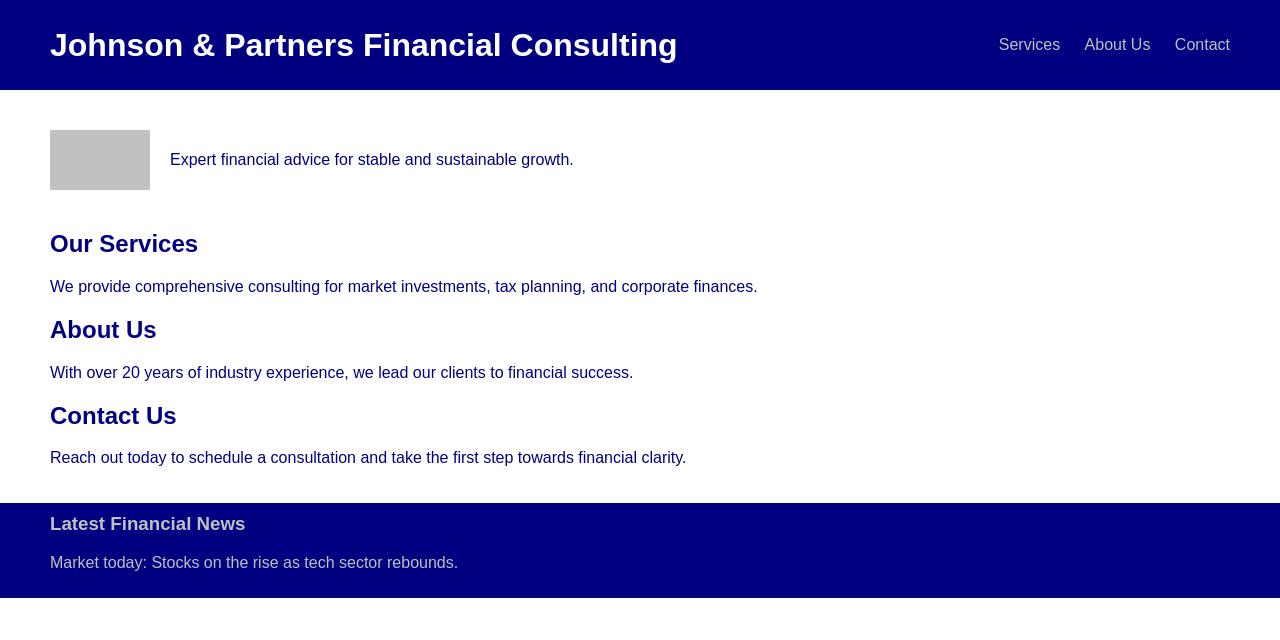 Johnson & Partners Financial Consulting
Services About Us Contact
Expert financial advice for stable and sustainable growth.
Our Services
We provide comprehensive consulting for market investments, tax planning, and corporate finances.
About Us
With over 20 years of industry experience, we lead our clients to financial success.
Contact Us
Reach out today to schedule a consultation and take the first step towards financial clarity.
Latest Financial News
Market today: Stocks on the rise as tech sector rebounds.